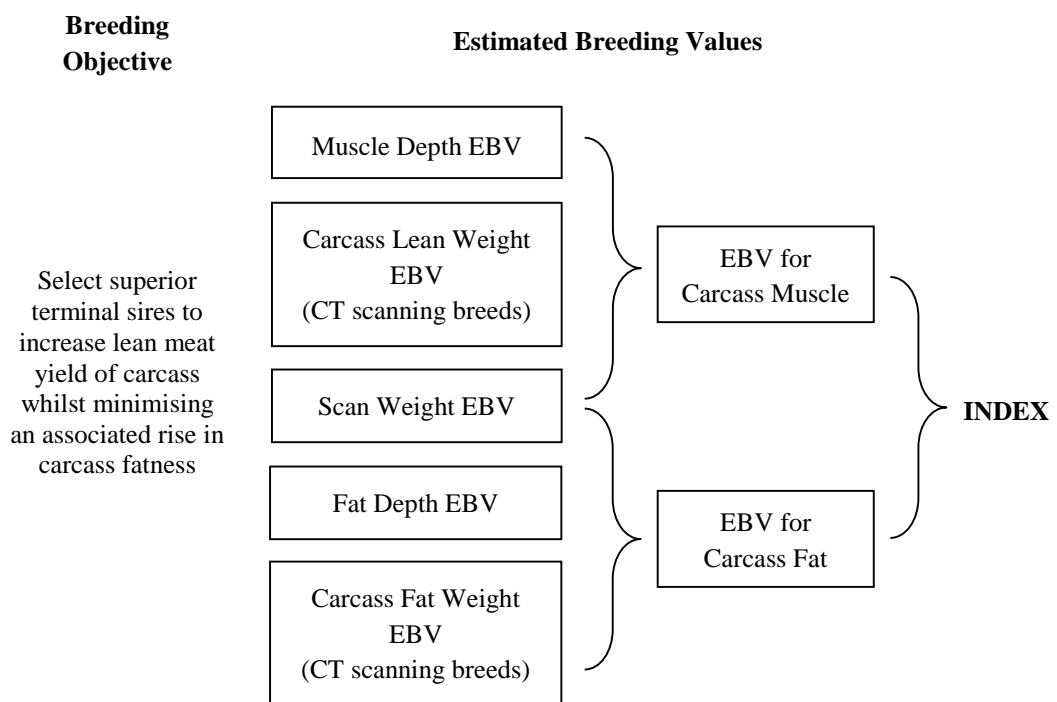 Breeding
Objective
Estimated Breeding Values
Select superior
terminal sires to
increase lean meat
yield of carcass
whilst minimising
an associated rise in
carcass fatness
Muscle Depth EBV
Carcass Lean Weight
EBV
(CT scanning breeds)
Scan Weight EBV
Fat Depth EBV
Carcass Fat Weight
EBV
(CT scanning breeds)
EBV for
Carcass Muscle
EBV for
Carcass Fat
INDEX